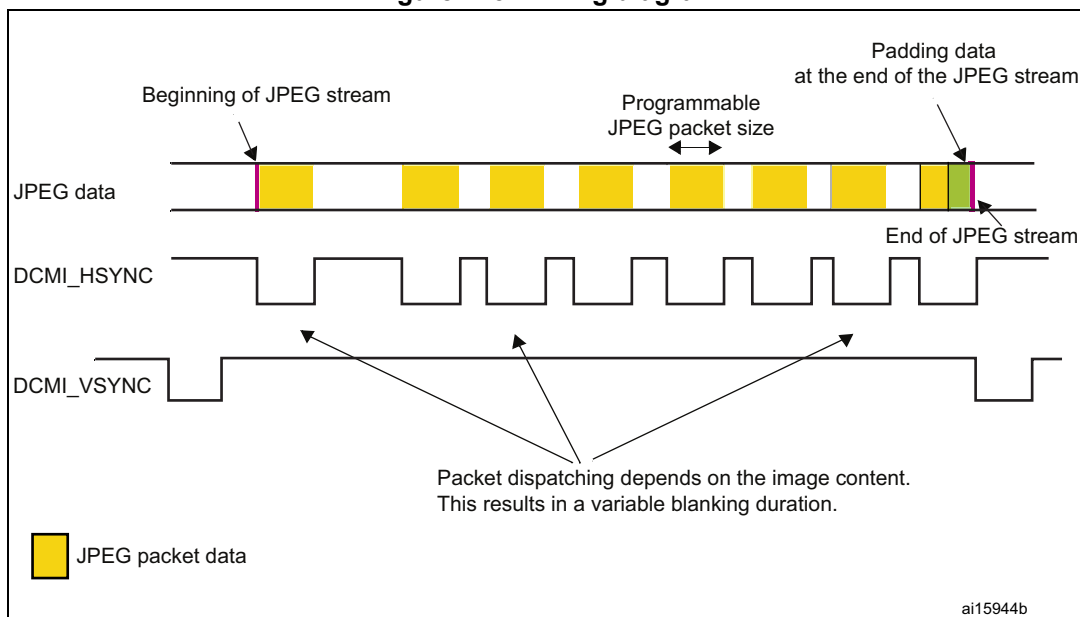 Padding data
at the end of the JPEG stream
Beginning of JPEG stream
Programmable
JPEG packet size
JPEG data
End of JPEG stream
DCMI_HSYNC
DCMI_VSYNC
Packet dispatching depends on the image content.
This results in a variable blanking duration.
JPEG packet data
ai15944b